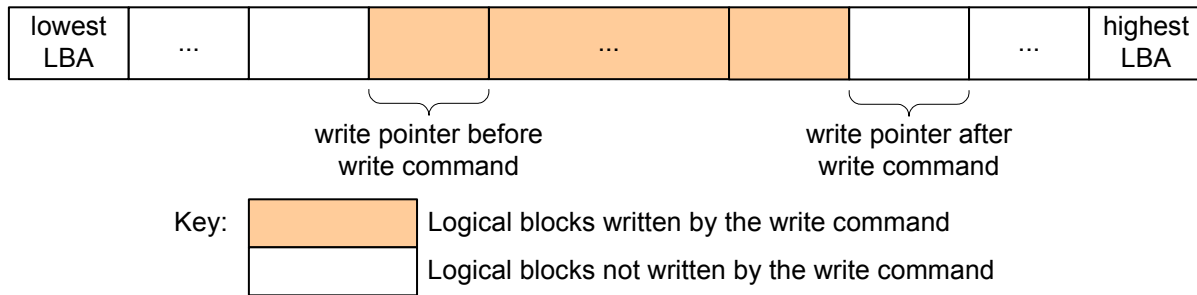 lowest
LBA
...
...
...
highest
LBA
write pointer before
write command
write pointer after
write command
Key:
Logical blocks written by the write command
Logical blocks not written by the write command